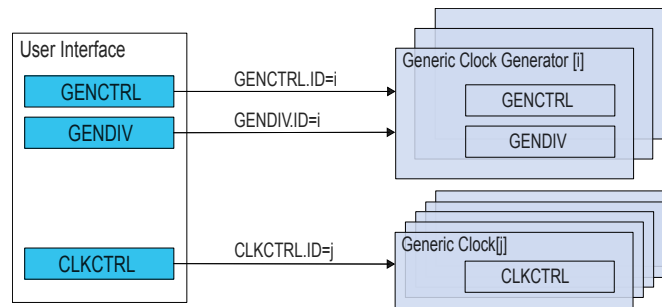 User Interface
GENCTRL
GENDIV
CLKCTRL
GENCTRL.ID=i
GENDIV.ID=i
CLKCTRL.ID=j
Generic Clock Generator [i]
GENCTRL
GENDIV
Generic Clock[j]
CLKCTRL